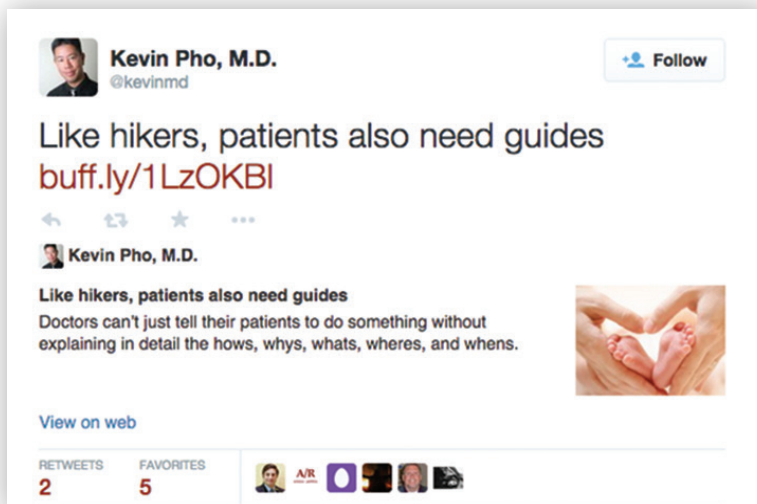 Kevin Pho, M.D.
@kevinmd
Follow
Like hikers, patients also need guides
buff.ly/1LzOKBI
Kevin Pho, M.D.
Like hikers, patients also need guides
Doctors can't just tell their patients to do something without
explaining in detail the hows, whys, whats, wheres, and whens.
View on web
RETWEETS
2
FAVORITES
5
A/R